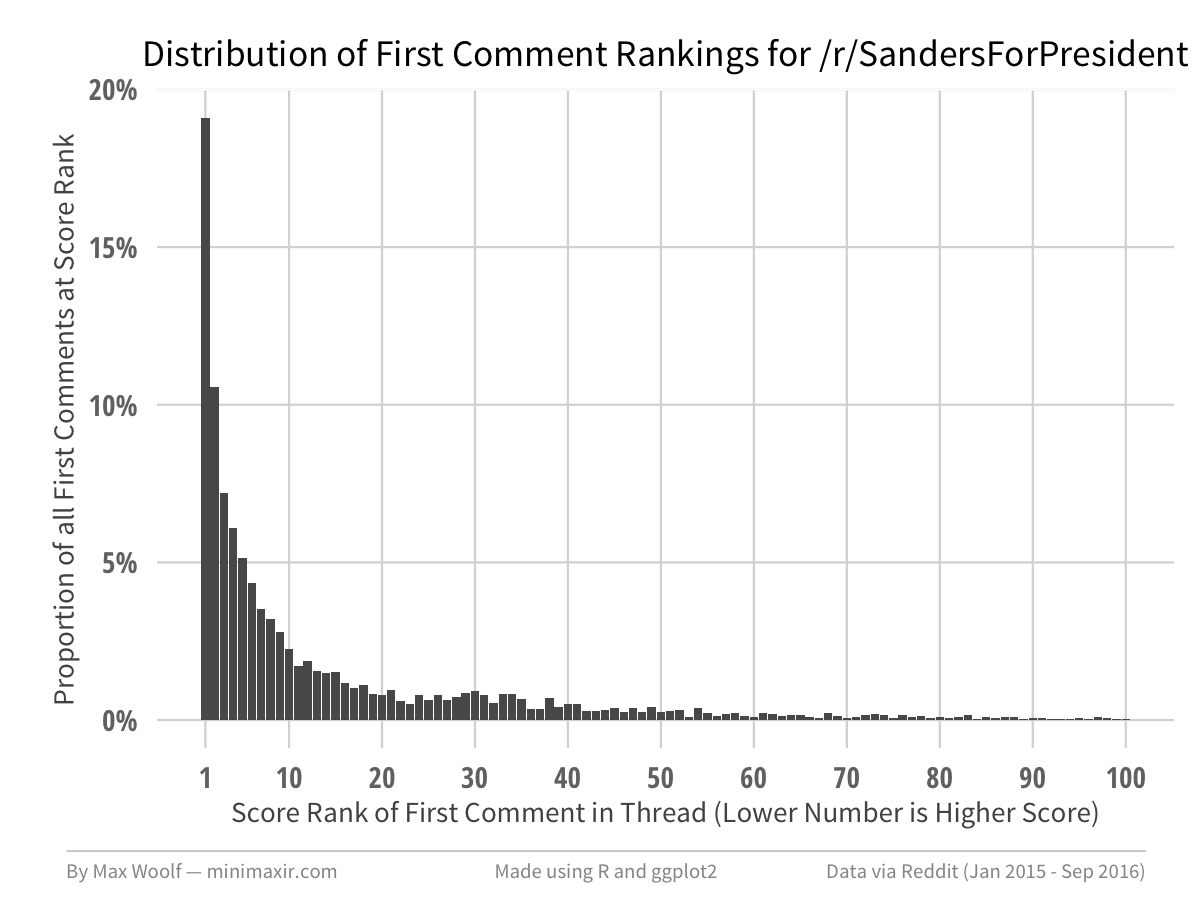 Distribution of First Comment Rankings for /r/SandersForPresident
Proportion of all First Comments at Score Rank
20%
15%
10%
5%
0%
1 10 20 30 40 50 60 70 80 90 100
Score Rank of First Comment in Thread (Lower Number is Higher Score)
By Max Woolf — minimaxir.com Made using R and ggplot2 Data via Reddit (Jan 2015 - Sep 2016)